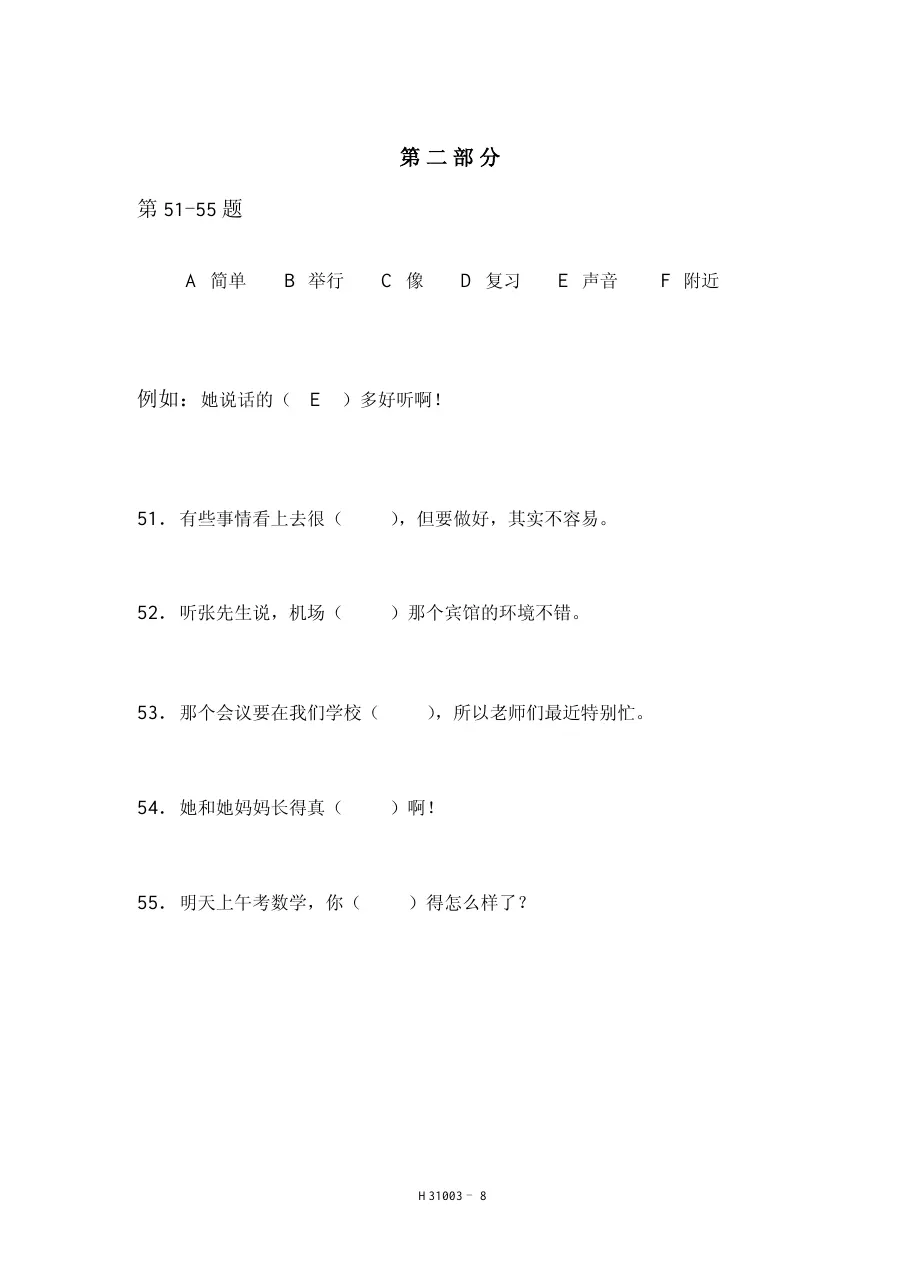 第二部分
第 51-55 题
A 简单 B 举行 C 像 D 复习 E 声音 F 附近
例如：她说话的（ E ）多好听啊！
51. 有些事情看上去很（ ），但要做好，其实不容易。
52. 听张先生说，机场（ ）那个宾馆的环境不错。
53. 那个会议要在我们学校（ ），所以老师们最近特别忙。
54. 她和她妈妈长得真（ ）啊！
55. 明天上午考数学，你（ ）得怎么样了？
H31003 - 8